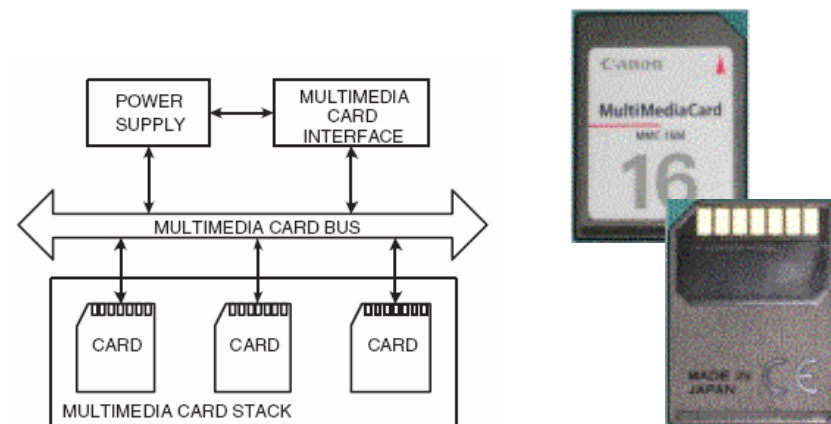 POWER
SUPPLY
MULTIMEDIA
CARD
INTERFACE
MULTIMEDIA CARD BUS
CARD
CARD
CARD
MULTIMEDIA CARD STACK
Canon
MultiMediaCard
MMC 16M
16
MADE IN
JAPAN
CE